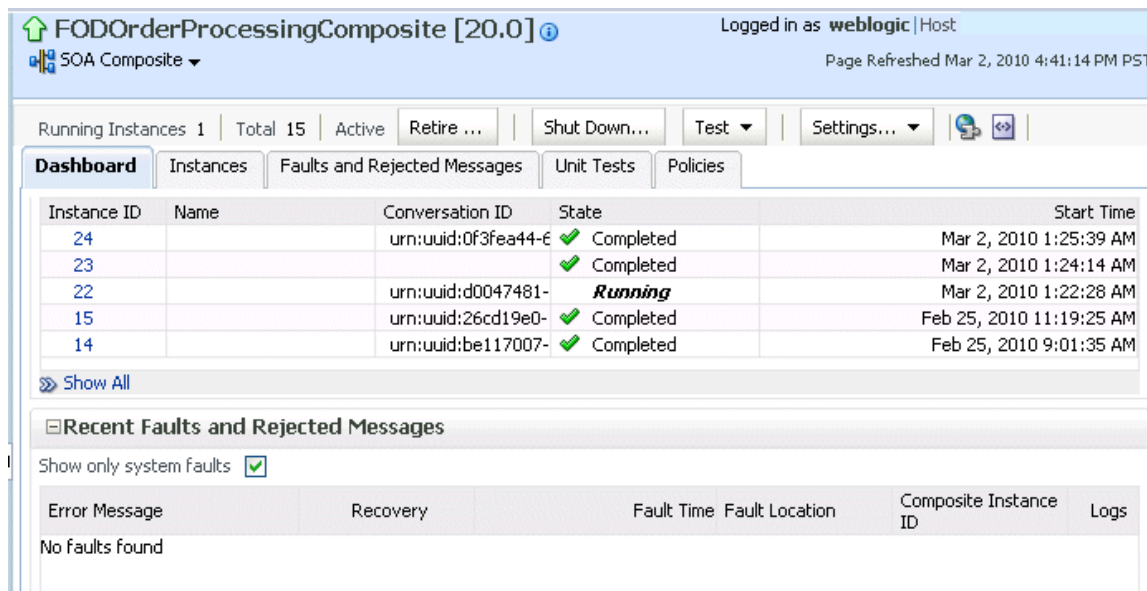 FODOrderProcessingComposite [20.0]
Logged in as weblogic|Host
SOA Composite
Page Refreshed Mar 2, 2010 4:41:14 PM PST
Running Instances 1 | Total 15 | Active Retire ... | Shut Down... Test | Settings... |
Dashboard Instances Faults and Rejected Messages Unit Tests Policies
Instance ID Name Conversation ID State Start Time
24 urn:uuid:0f3fea44-6 Completed Mar 2, 2010 1:25:39 AM
23 Completed Mar 2, 2010 1:24:14 AM
22 urn:uuid:d0047481- Running Mar 2, 2010 1:22:28 AM
15 urn:uuid:26cd19e0- Completed Feb 25, 2010 11:19:25 AM
14 urn:uuid:be117007- Completed Feb 25, 2010 9:01:35 AM
Show All
Recent Faults and Rejected Messages
Show only system faults
Error Message Recovery Fault Time Fault Location Composite Instance ID Logs
No faults found